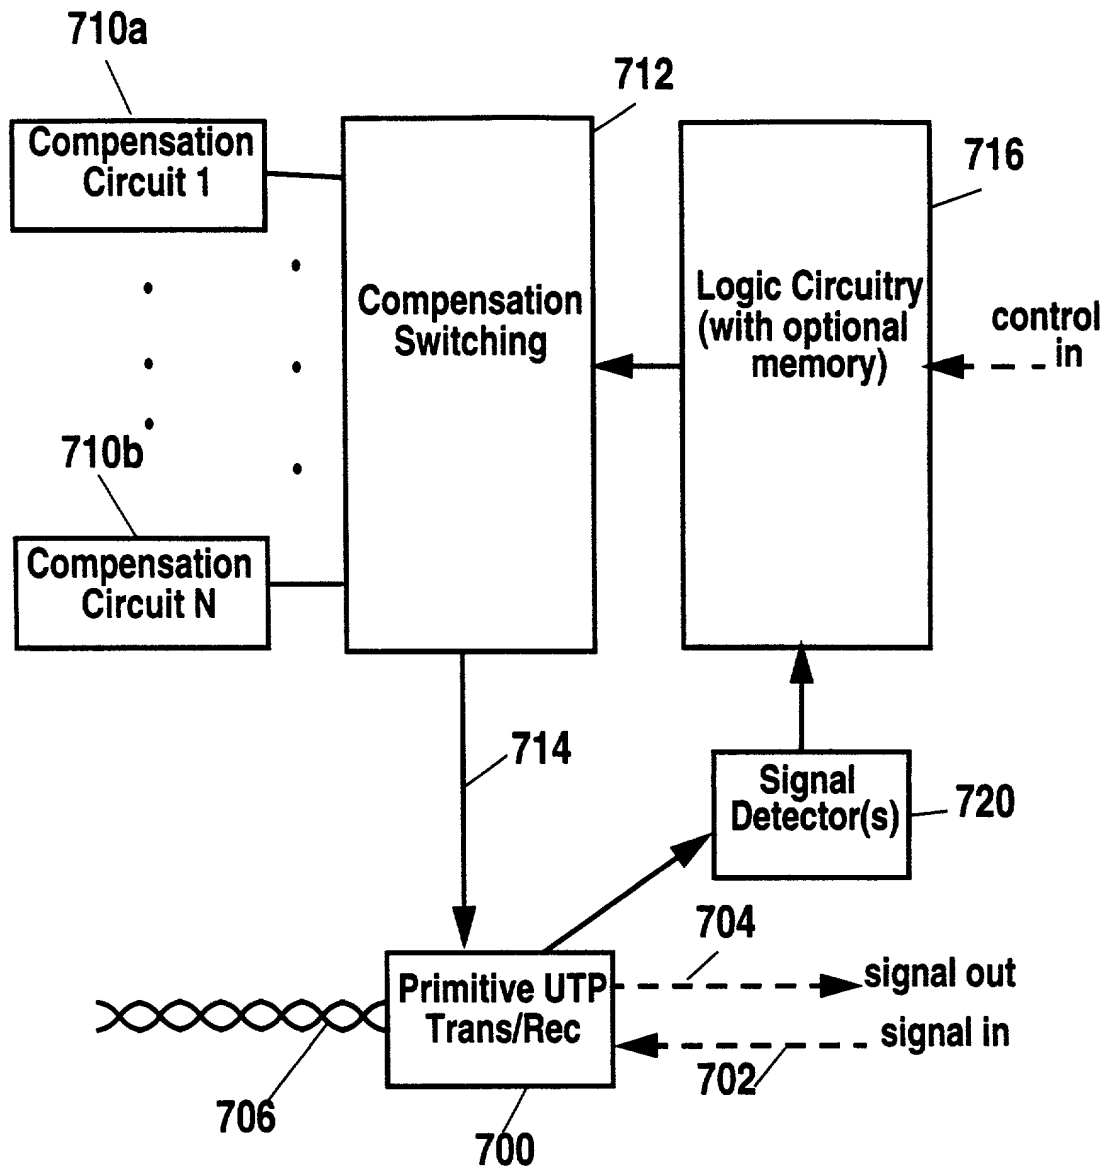 710a
712
Compensation
Circuit 1
716
Compensation
Switching
Logic Circuitry
(with optional
memory)
control
in
710b
Compensation
Circuit N
714
Signal
Detector(s)
720
704
signal out
Primitive UTP
Trans/Rec
signal in
702
706
700